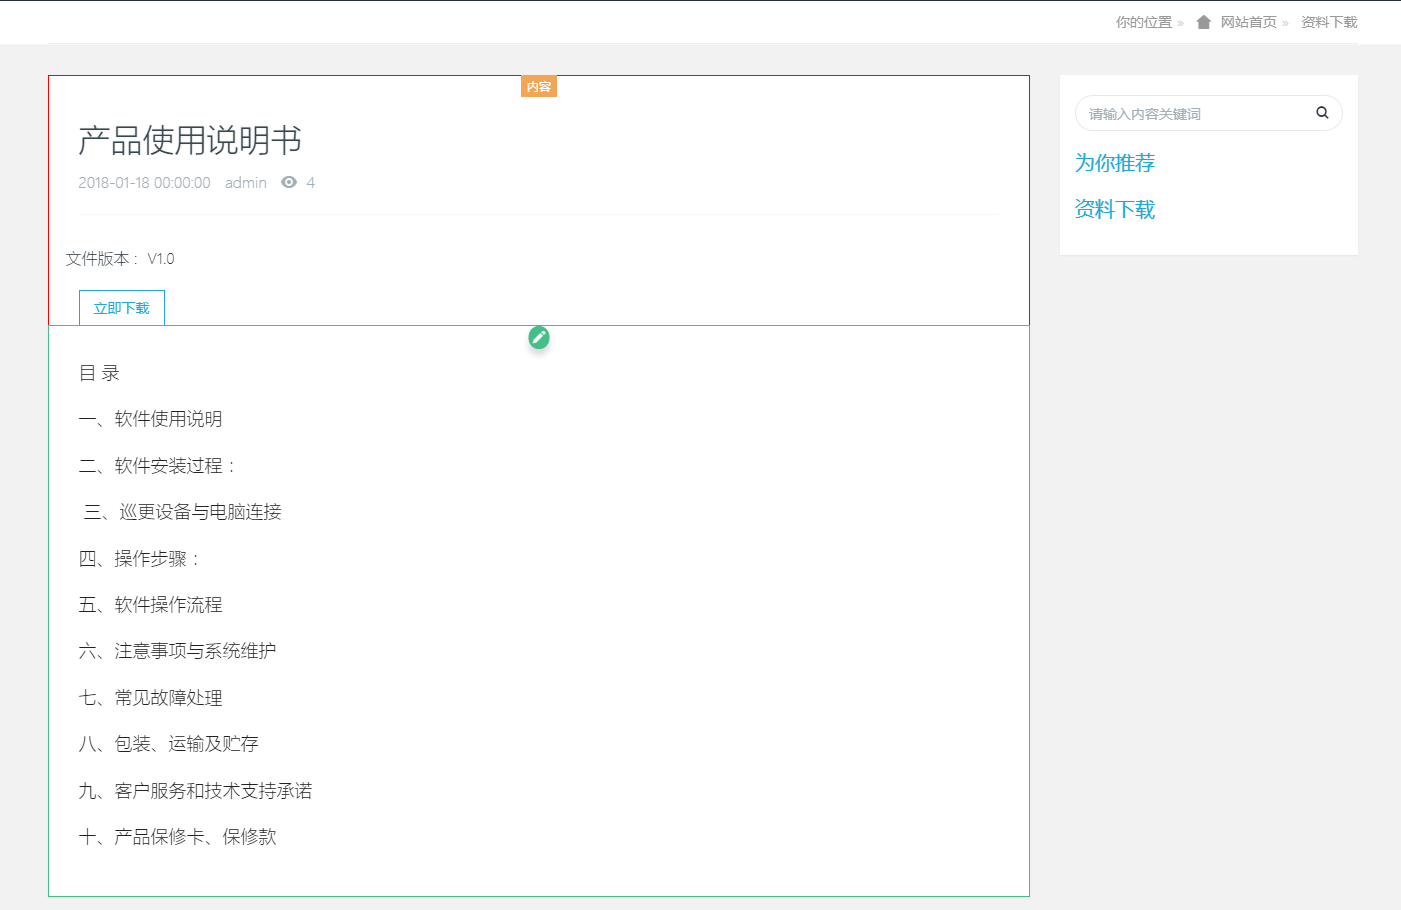 你的位置 » 网站首页 » 资料下载
内容
产品使用说明书
2018-01-18 00:00:00 admin 4
文件版本： V1.0
立即下载
目 录
一、软件使用说明
二、软件安装过程：
三、巡更设备与电脑连接
四、操作步骤：
五、软件操作流程
六、注意事项与系统维护
七、常见故障处理
八、包装、运输及贮存
九、客户服务和技术支持承诺
十、产品保修卡、保修款
请输入内容关键词
为你推荐
资料下载